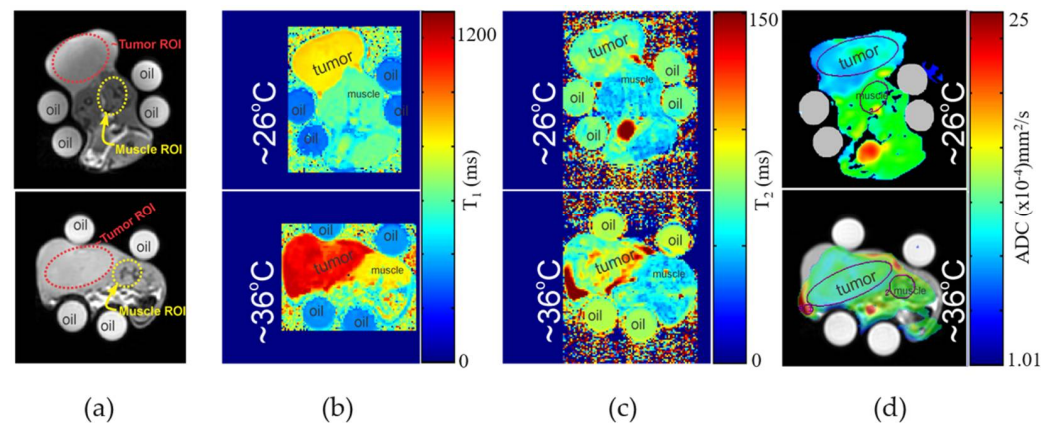 Tumor ROI
oil
oil
oil
oil
Muscle ROI
oil
Tumor ROI
oil
Muscle ROI
oil
oil
~26°C
tumor
oil
muscle
oil
oil
oil
~36°C
oil
oil
tumor
muscle
oil
oil
1200
T1 (ms)
0
~26°C
tumor
muscle
oil
oil
oil
oil
~36°C
oil
oil
tumor
muscle
oil
oil
150
T2 (ms)
0
tumor
muscle
~26°C
tumor
muscle
~36°C
25
ADC (x10⁻⁴)mm²/s
1.01
(a)
(b)
(c)
(d)